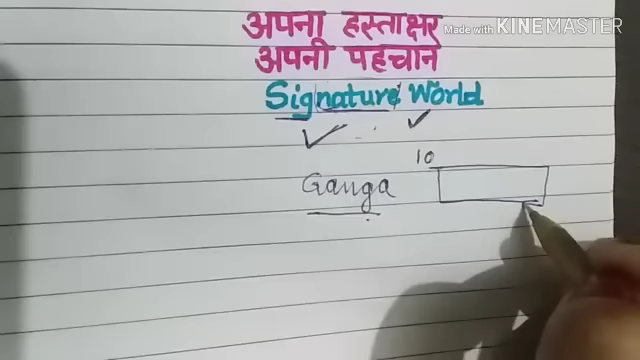 अपना हस्ताक्षर
Made with KINEMASTER
अपनी पहचान
Signature World
10
Ganga